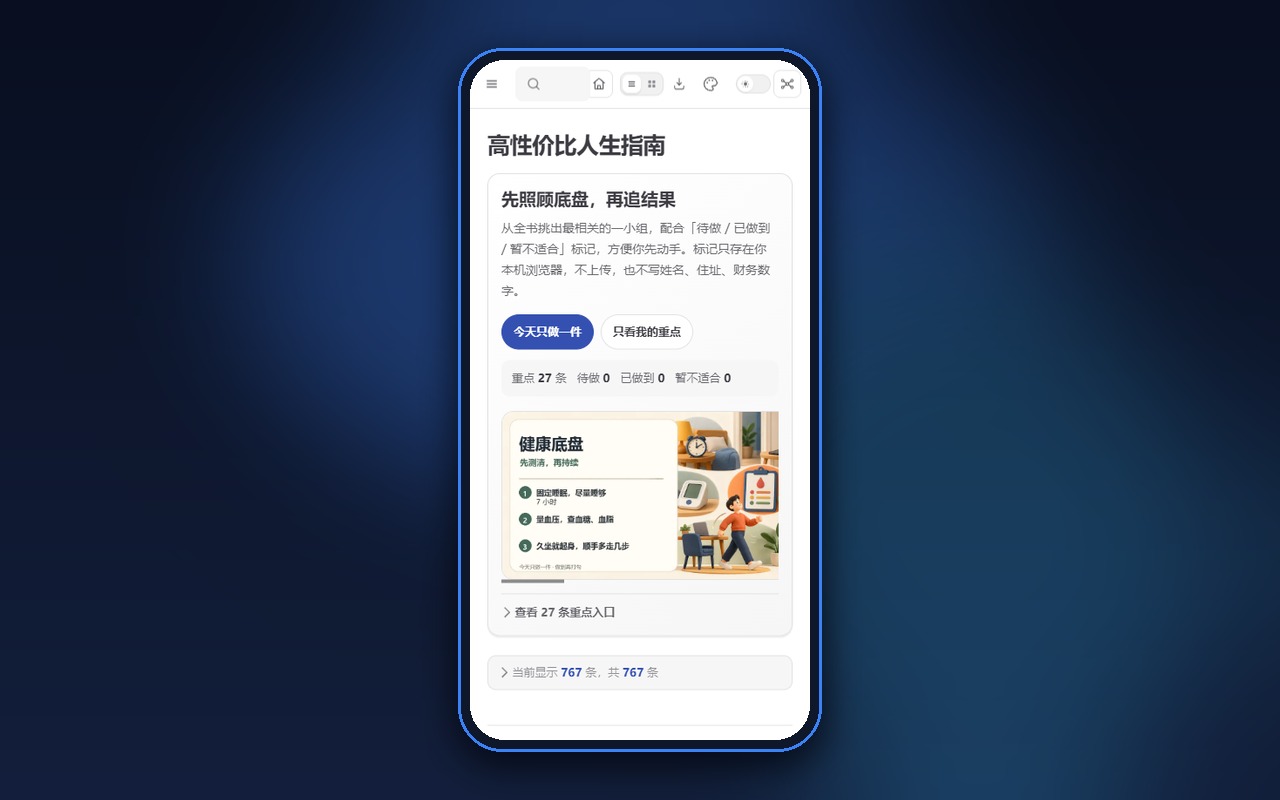 高性价比人生指南
先照顾底盘，再追结果
从全书挑出最相关的一小组，配合「待做 / 已做到
/ 暂不适合」标记，方便你先动手。标记只存在你
本机浏览器，不上传，也不写姓名、住址、财务数
字。
今天只做一件
只看我的重点
重点 27 条 待做 0 已做到 0 暂不适合 0
健康底盘
先测清，再持续
1 固定睡眠，尽量睡够
7 小时
2 量血压，查血糖、血脂
3 久坐就起身，顺手多走几步
查看 27 条重点入口
当前显示 767 条，共 767 条